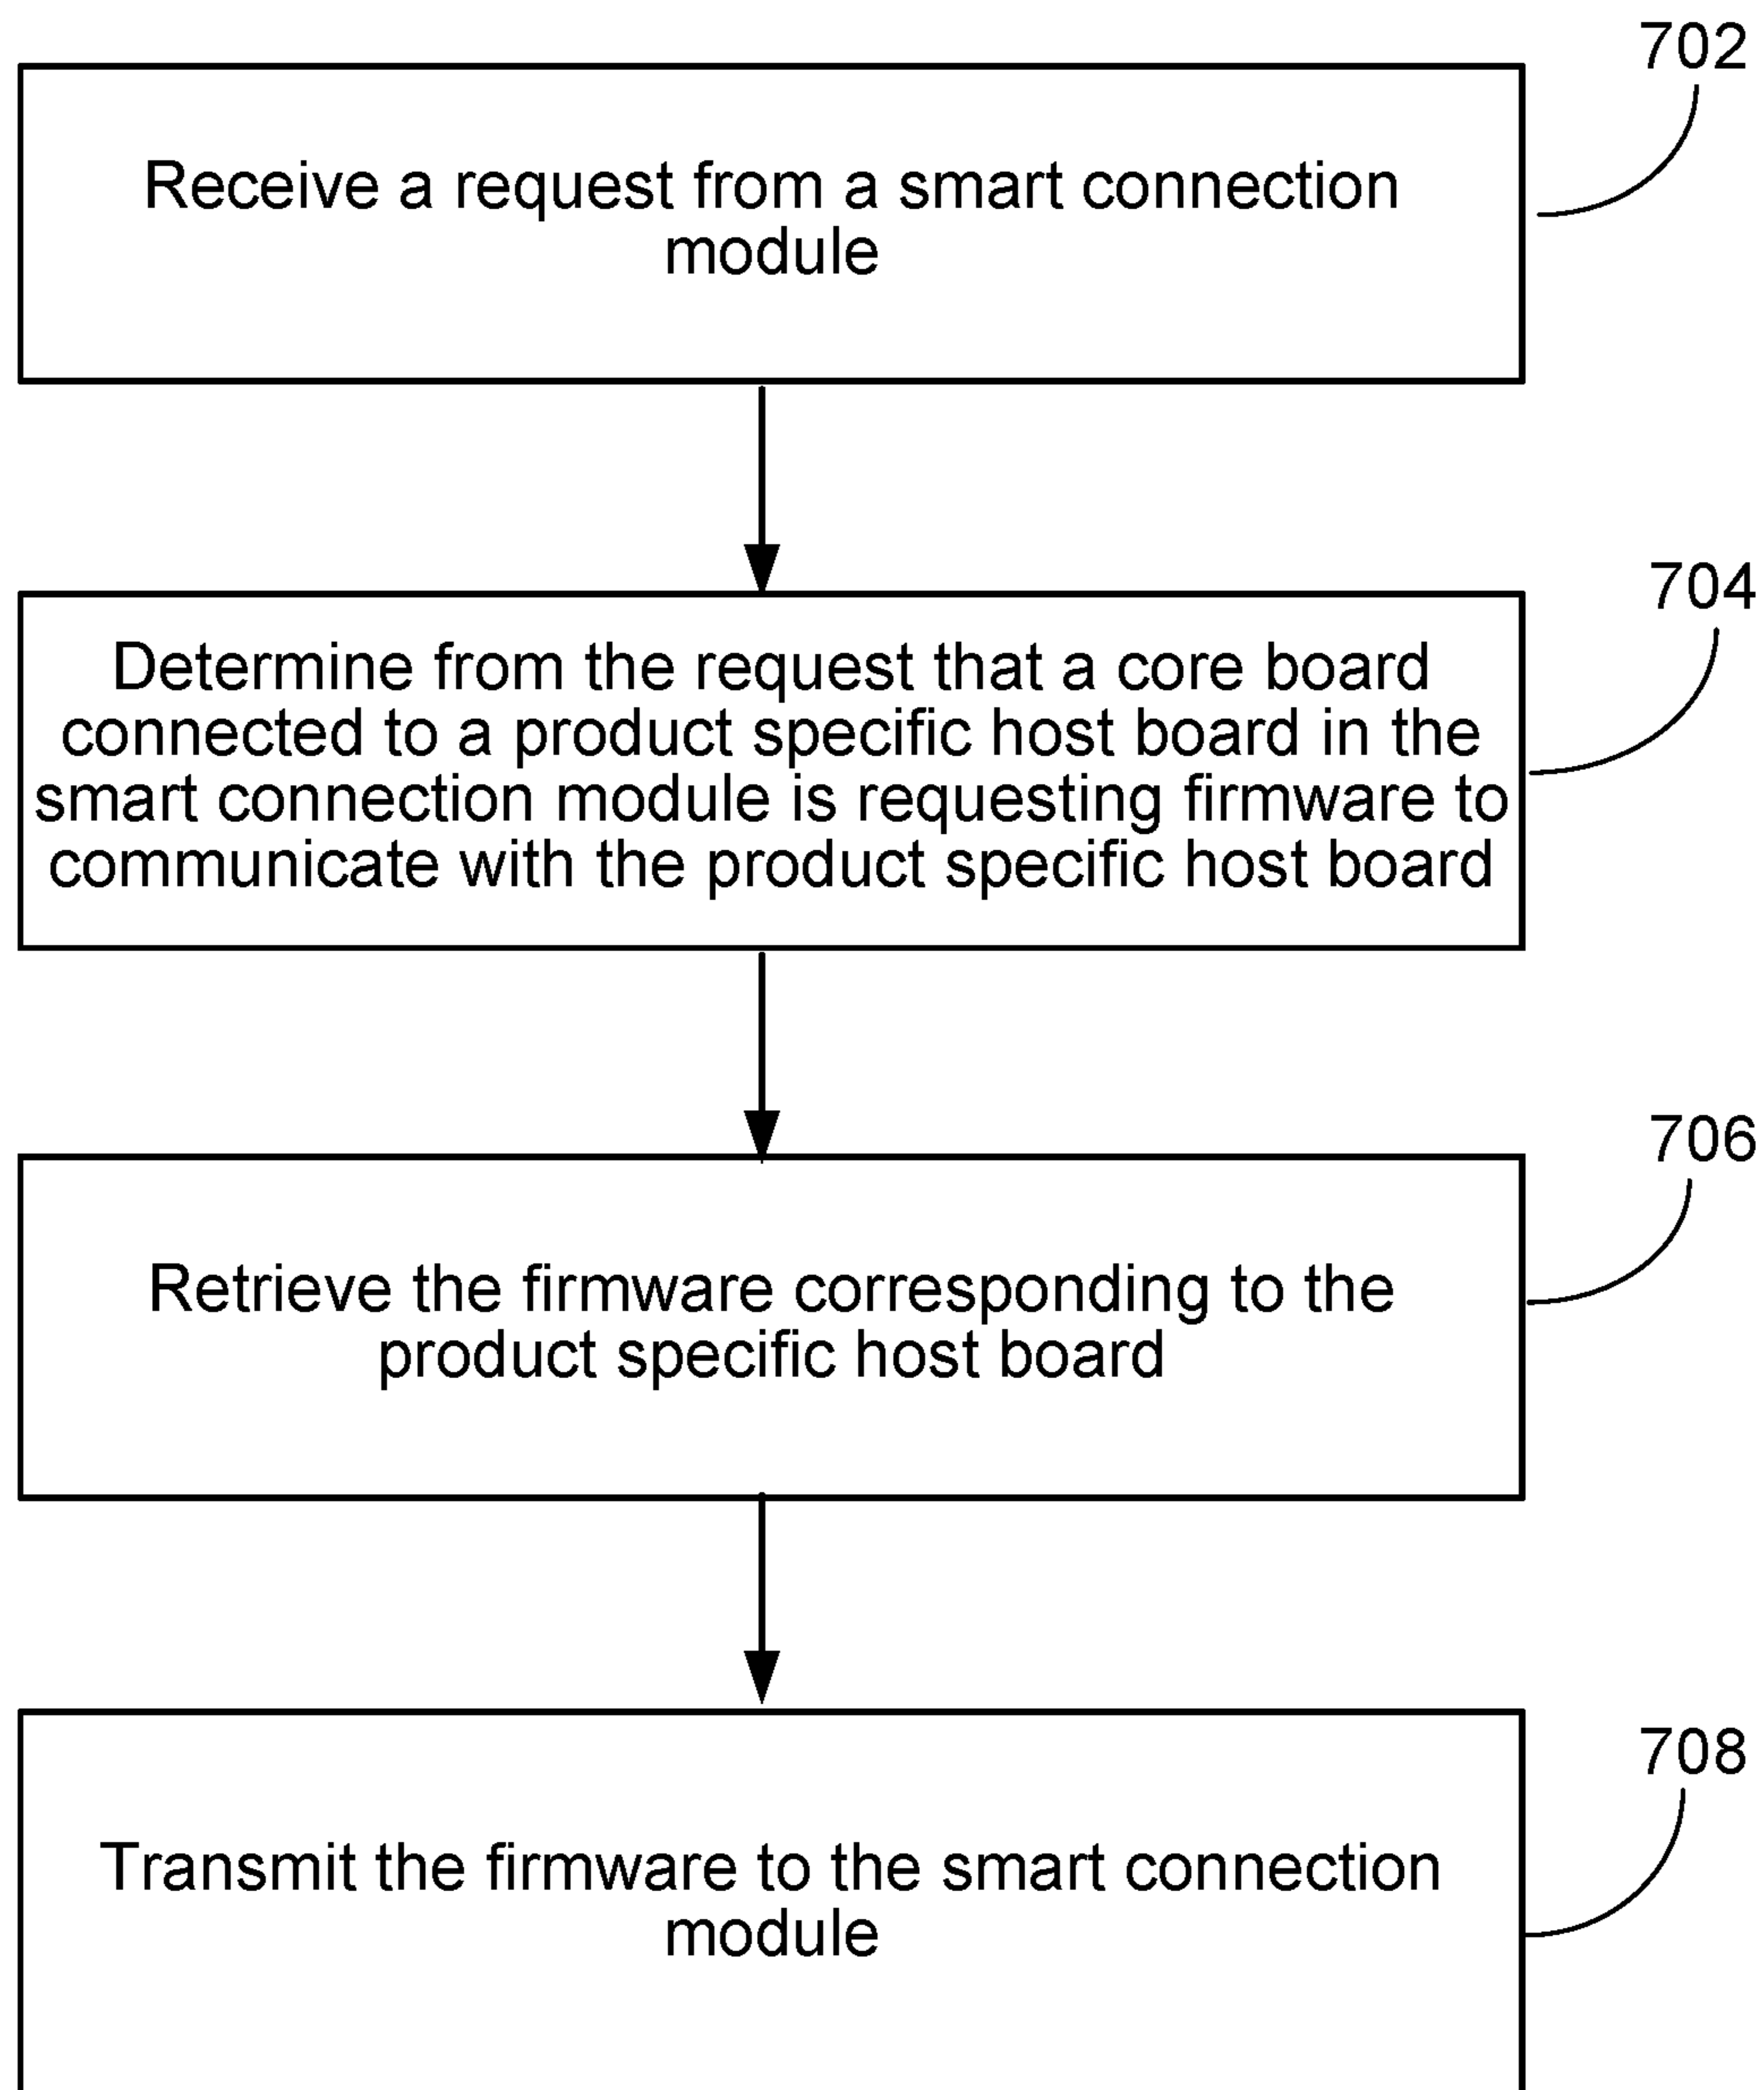 702
Receive a request from a smart connection
module
704
Determine from the request that a core board
connected to a product specific host board in the
smart connection module is requesting firmware to
communicate with the product specific host board
706
Retrieve the firmware corresponding to the
product specific host board
708
Transmit the firmware to the smart connection
module